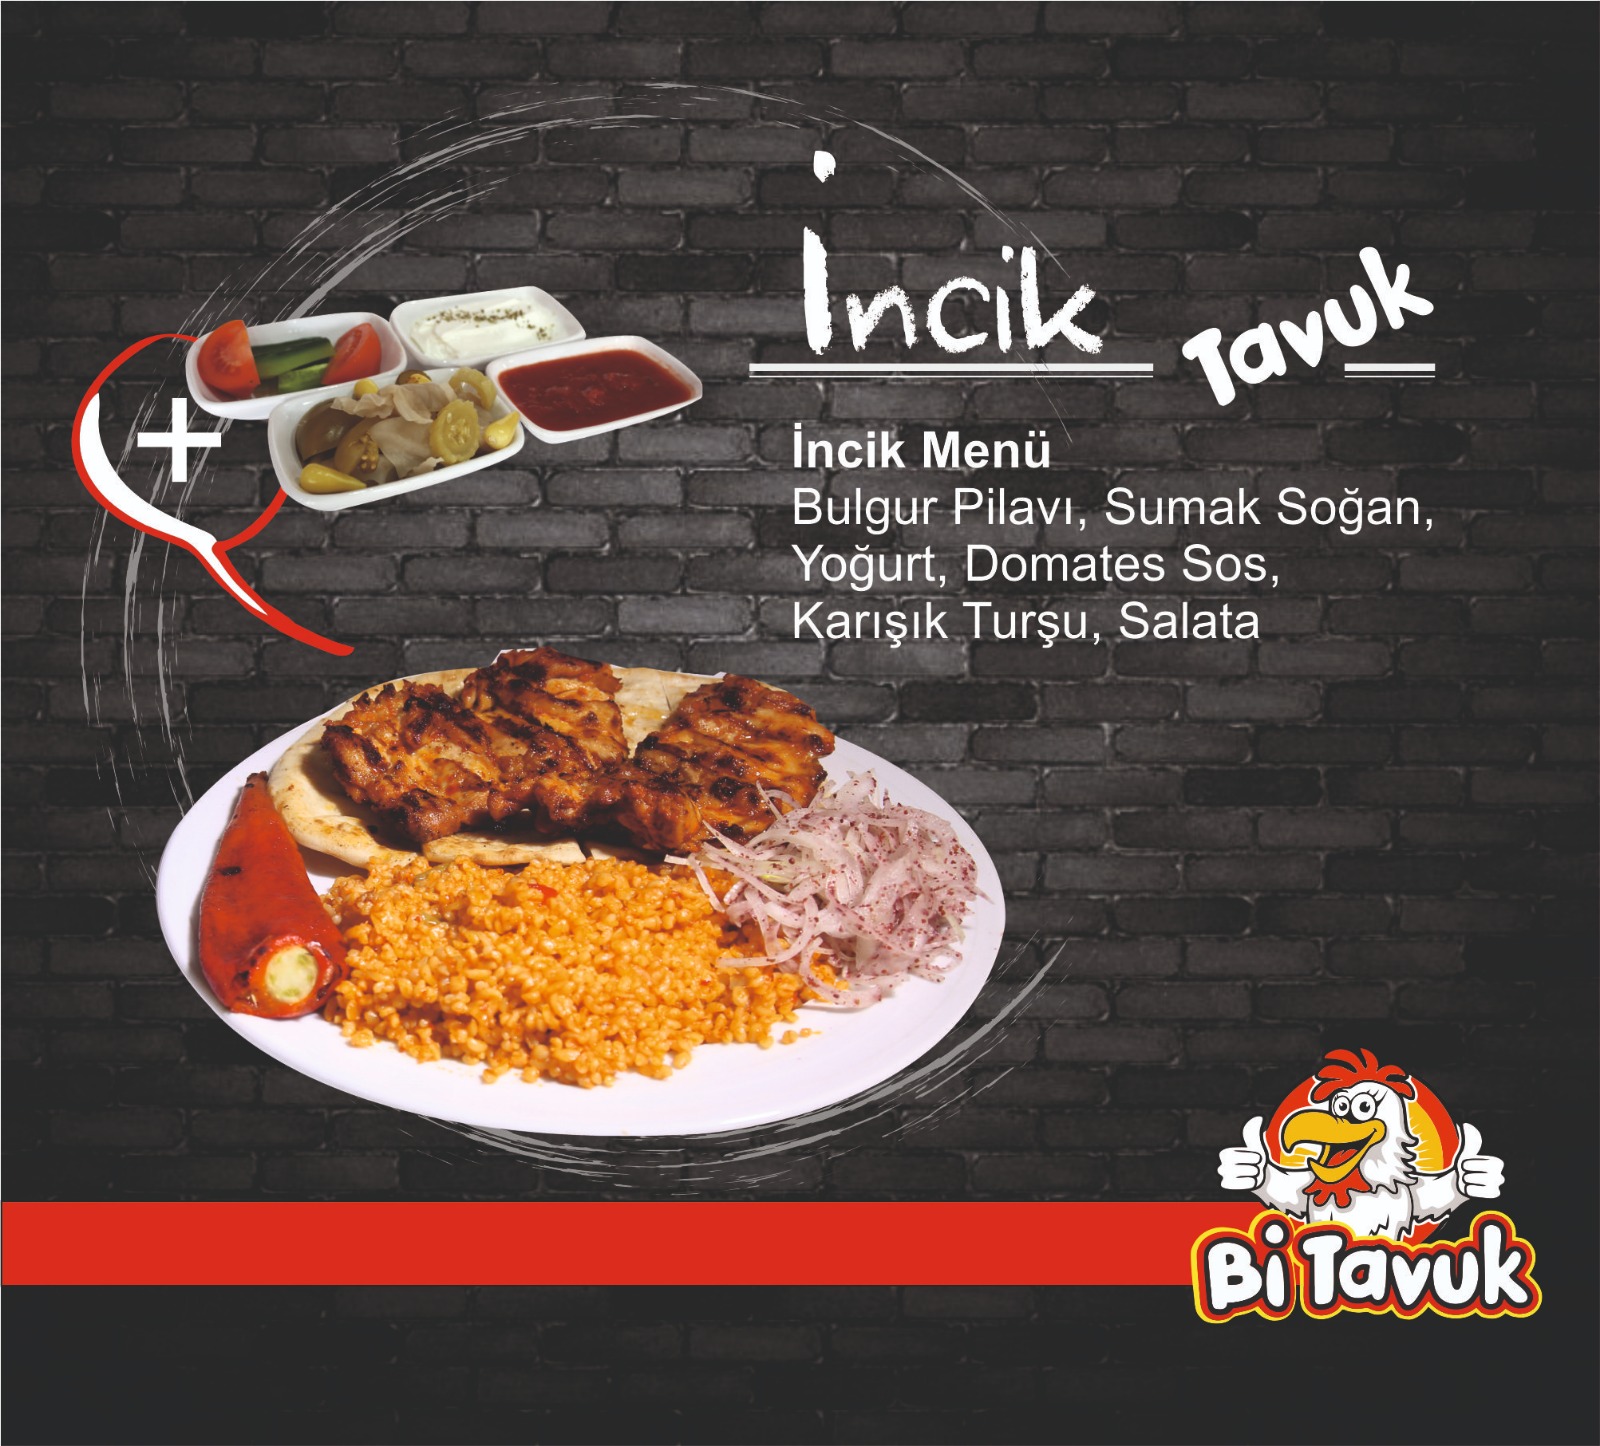 İncik
Tavuk
İncik Menü
Bulgur Pilavı, Sumak Soğan,
Yoğurt, Domates Sos,
Karışık Turşu, Salata
+
Bi Tavuk